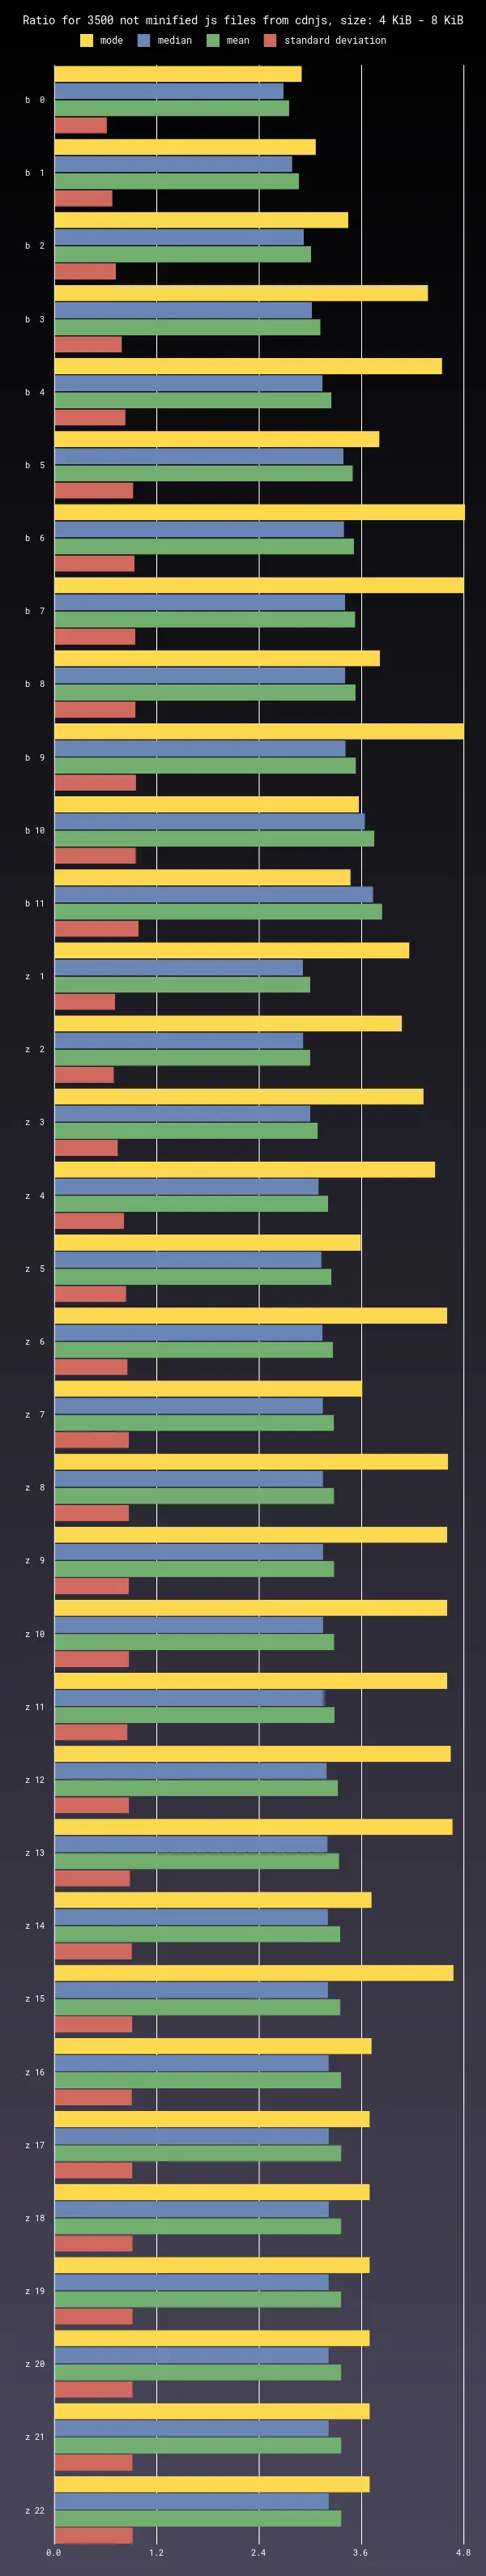 Ratio for 3500 not minified js files from cdnjs, size: 4 KiB - 8 KiB
mode median mean standard deviation
b 0
b 1
b 2
b 3
b 4
b 5
b 6
b 7
b 8
b 9
b 10
b 11
z 1
z 2
z 3
z 4
z 5
z 6
z 7
z 8
z 9
z 10
z 11
z 12
z 13
z 14
z 15
z 16
z 17
z 18
z 19
z 20
z 21
z 22
0.0 1.2 2.4 3.6 4.8